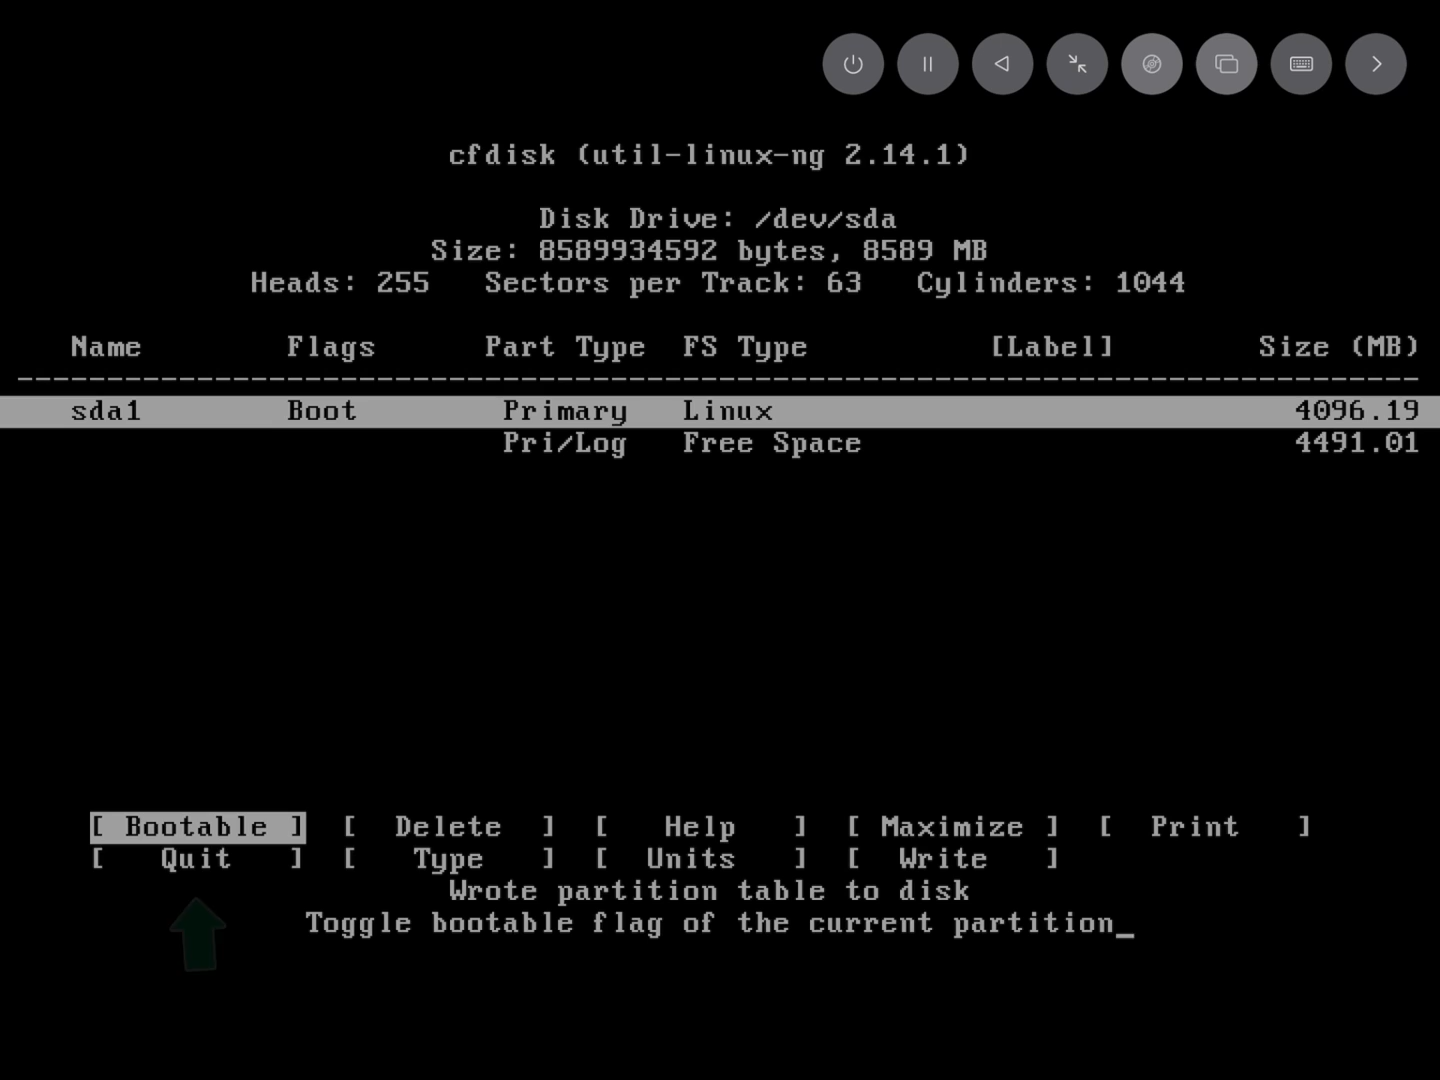 cfdisk (util-linux-ng 2.14.1)
Disk Drive: /dev/sda
Size: 8589934592 bytes, 8589 MB
Heads: 255 Sectors per Track: 63 Cylinders: 1044
Name Flags Part Type FS Type [Label] Size (MB)
------------------------------------------------------------------------------
sda1 Boot Primary Linux 4096.19
Pri/Log Free Space 4491.01
[ Bootable ] [ Delete ] [ Help ] [ Maximize ] [ Print ]
[ Quit ] [ Type ] [ Units ] [ Write ]
Wrote partition table to disk
Toggle bootable flag of the current partition_